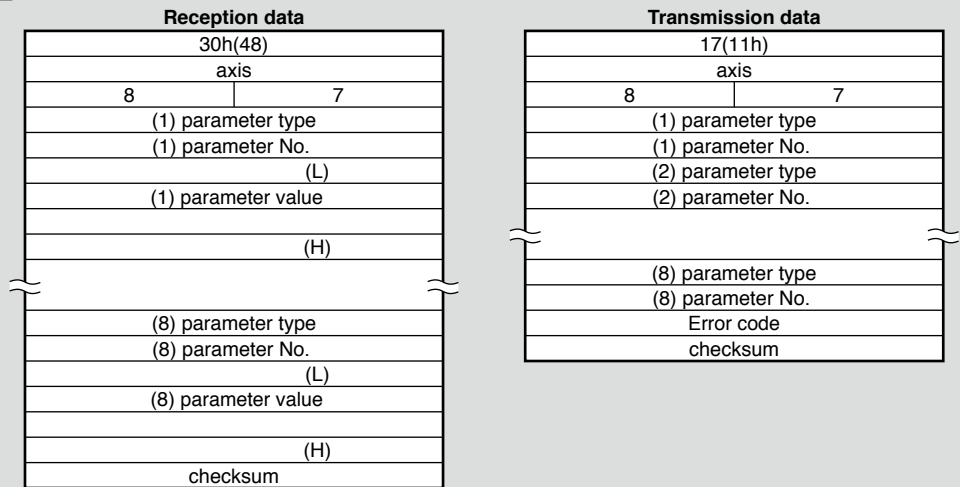 Reception data
30h(48)
axis
8 7
(1) parameter type
(1) parameter No.
(L)
(1) parameter value
(H)
(8) parameter type
(8) parameter No.
(L)
(8) parameter value
(H)
checksum
Transmission data
17(11h)
axis
8 7
(1) parameter type
(1) parameter No.
(2) parameter type
(2) parameter No.
(8) parameter type
(8) parameter No.
Error code
checksum